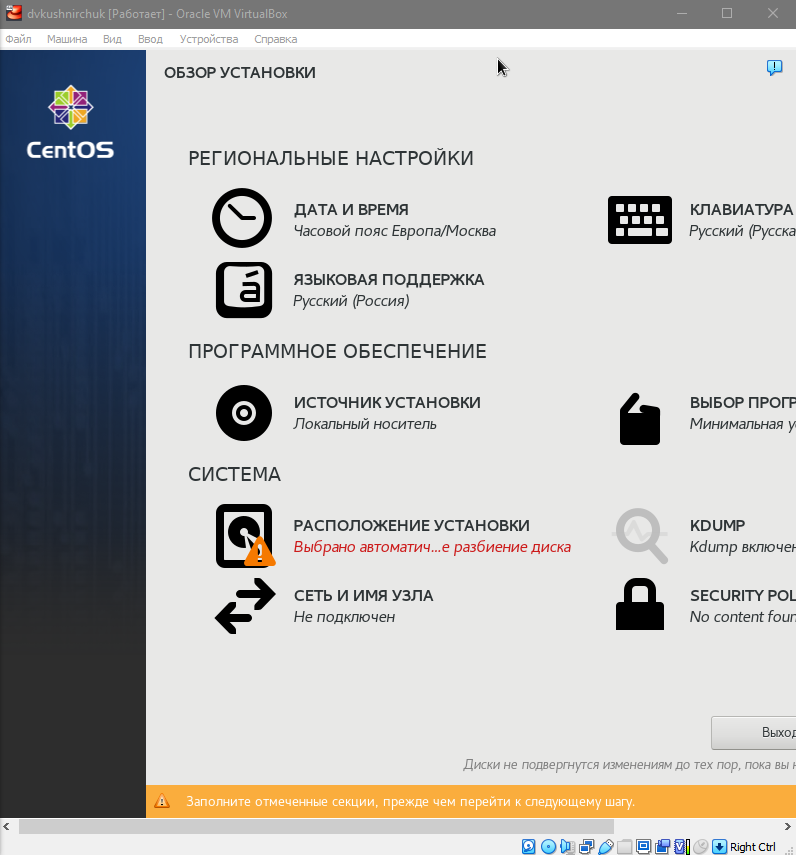 dvkushnirchuk [Работает] - Oracle VM VirtualBox
Файл Машина Вид Ввод Устройства Справка
CentOS
ОБЗОР УСТАНОВКИ
РЕГИОНАЛЬНЫЕ НАСТРОЙКИ
ДАТА И ВРЕМЯ
Часовой пояс Европа/Москва
КЛАВИАТУРА
Русский (Русска
á
ЯЗЫКОВАЯ ПОДДЕРЖКА
Русский (Россия)
ПРОГРАММНОЕ ОБЕСПЕЧЕНИЕ
ИСТОЧНИК УСТАНОВКИ
Локальный носитель
ВЫБОР ПРОГР
Минимальная ус
СИСТЕМА
РАСПОЛОЖЕНИЕ УСТАНОВКИ
Выбрано автоматич...е разбиение диска
KDUMP
Kdump включен
СЕТЬ И ИМЯ УЗЛА
Не подключен
SECURITY POL
No content foun
Выход
Диски не подвергнутся изменениям до тех пор, пока вы н
Заполните отмеченные секции, прежде чем перейти к следующему шагу.
Right Ctrl